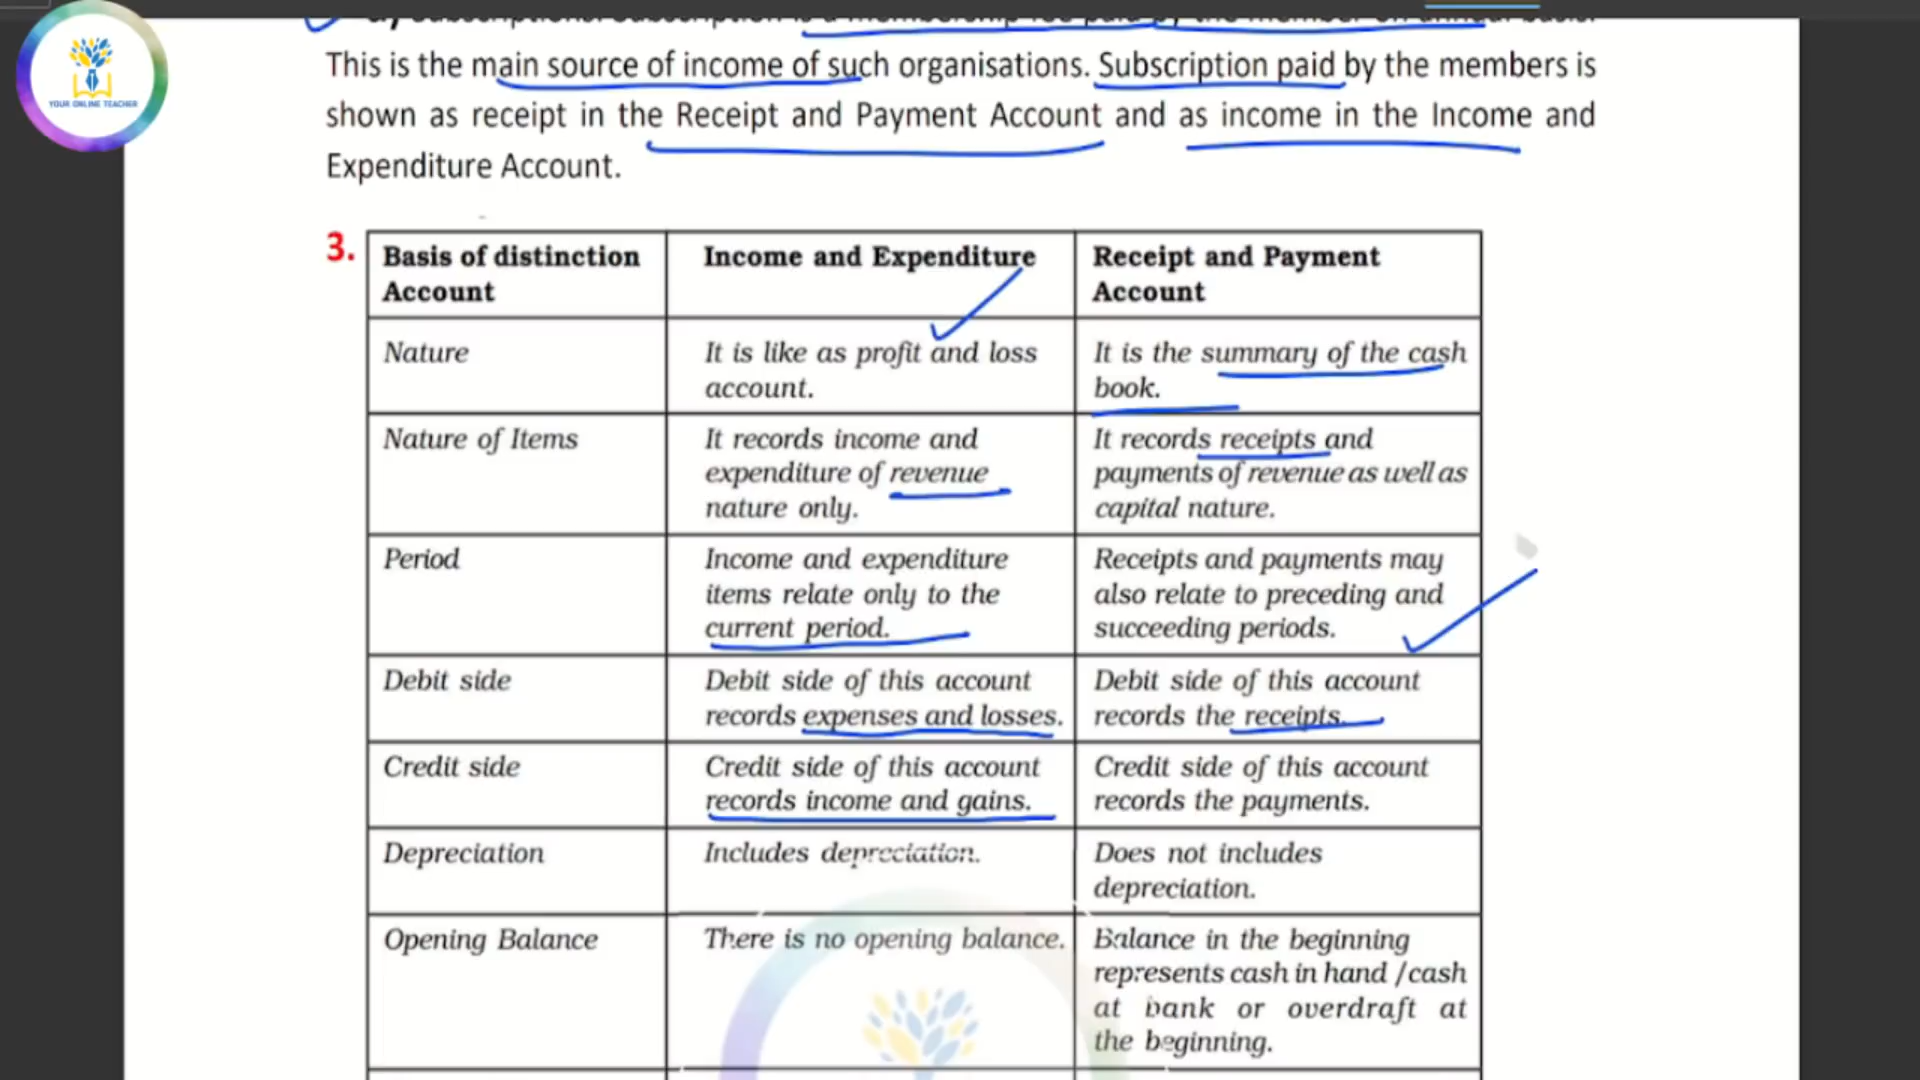 YOUR ONLINE TEACHER
This is the main source of income of such organisations. Subscription paid by the members is
shown as receipt in the Receipt and Payment Account and as income in the Income and
Expenditure Account.
3.
Basis of distinction
Account
Income and Expenditure
Receipt and Payment
Account
Nature
It is like as profit and loss
account.
It is the summary of the cash
book.
Nature of Items
It records income and
expenditure of revenue
nature only.
It records receipts and
payments of revenue as well as
capital nature.
Period
Income and expenditure
items relate only to the
current period.
Receipts and payments may
also relate to preceding and
succeeding periods.
Debit side
Debit side of this account
records expenses and losses.
Debit side of this account
records the receipts.
Credit side
Credit side of this account
records income and gains.
Credit side of this account
records the payments.
Depreciation
Includes depreciation.
Does not includes
depreciation.
Opening Balance
There is no opening balance.
Balance in the beginning
represents cash in hand /cash
at bank or overdraft at
the beginning.